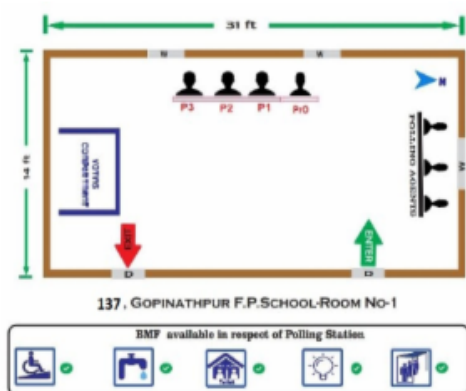 31 ft
W
W
14 ft
P3 P2 P1 PrO
N
POLLING AGENTS
W
VOTING
COMPARTMENT
EXIT
ENTER
D
D
137. GOPINATHPUR F.P.SCHOOL-ROOM NO-1
BMF available in respect of Polling Station